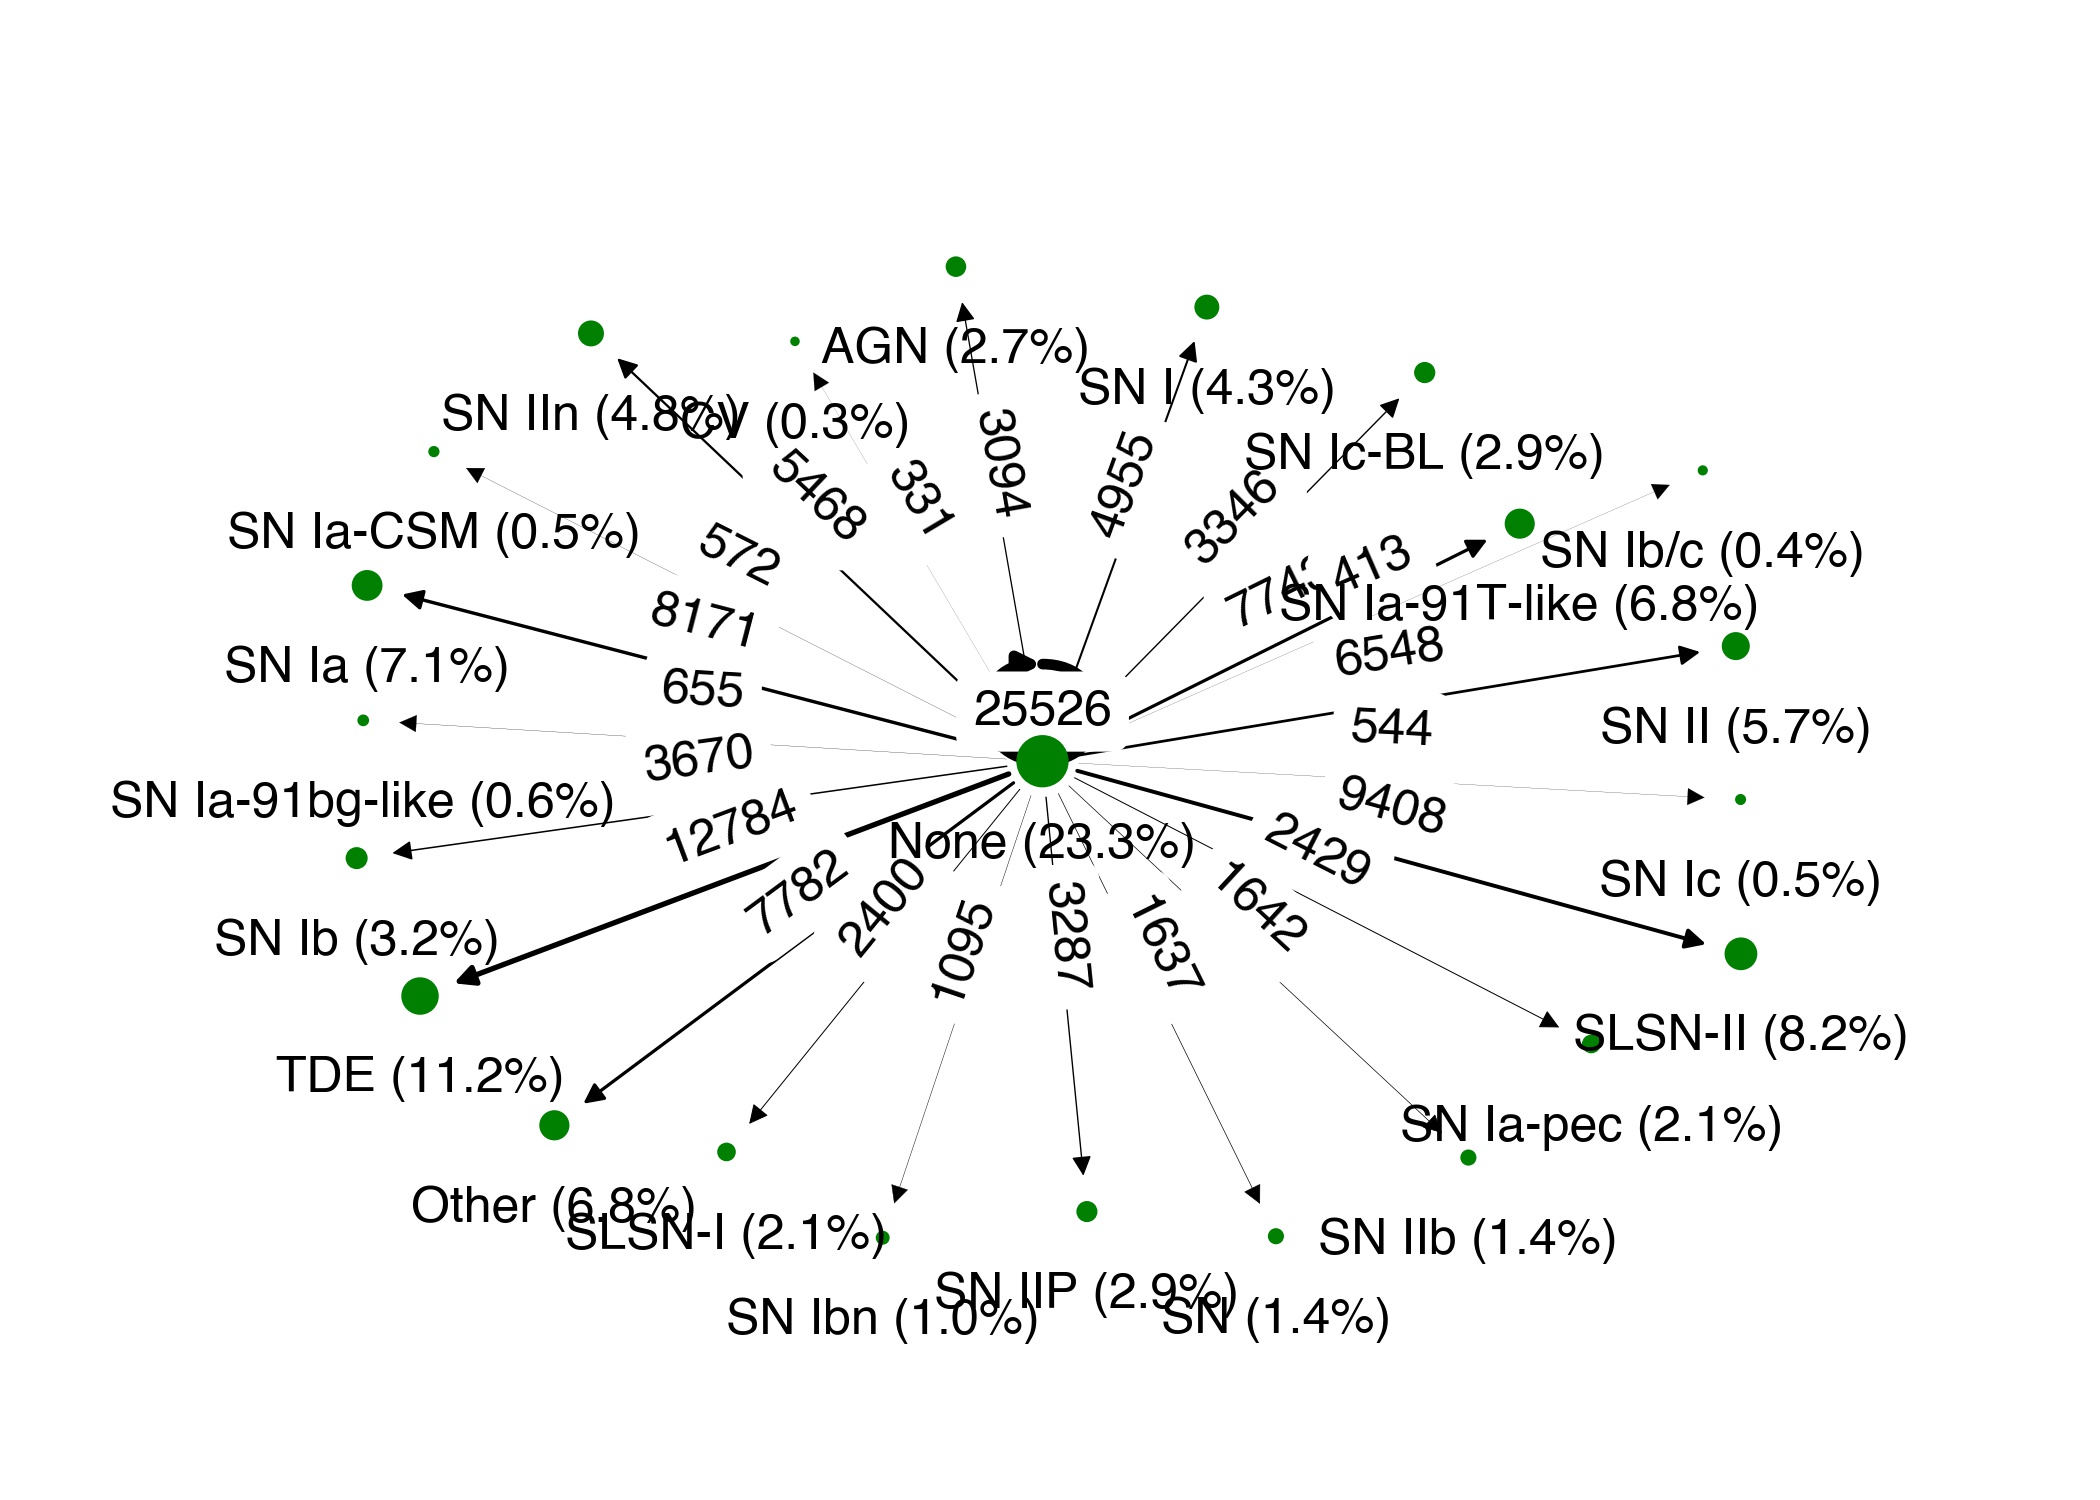 AGN (2.7%)
SN I (4.3%)
SN IIn (4.8%)
CV (0.3%)
3094
SN Ic-BL (2.9%)
4955
5468
331
3346
SN Ia-CSM (0.5%)
572
413
SN Ib/c (0.4%)
SN Ia-91T-like (6.8%)
8171
6548
SN Ia (7.1%)
655
25526
544
SN II (5.7%)
3670
9408
SN Ia-91bg-like (0.6%)
12784
None (23.3%)
2429
SN Ic (0.5%)
7782
2400
1095
3287
1637
1642
SN Ib (3.2%)
SLSN-II (8.2%)
TDE (11.2%)
SN Ia-pec (2.1%)
Other (6.8%)
SLSN-I (2.1%)
SN IIb (1.4%)
SN IIP (2.9%)
SN Ibn (1.0%)
SN (1.4%)